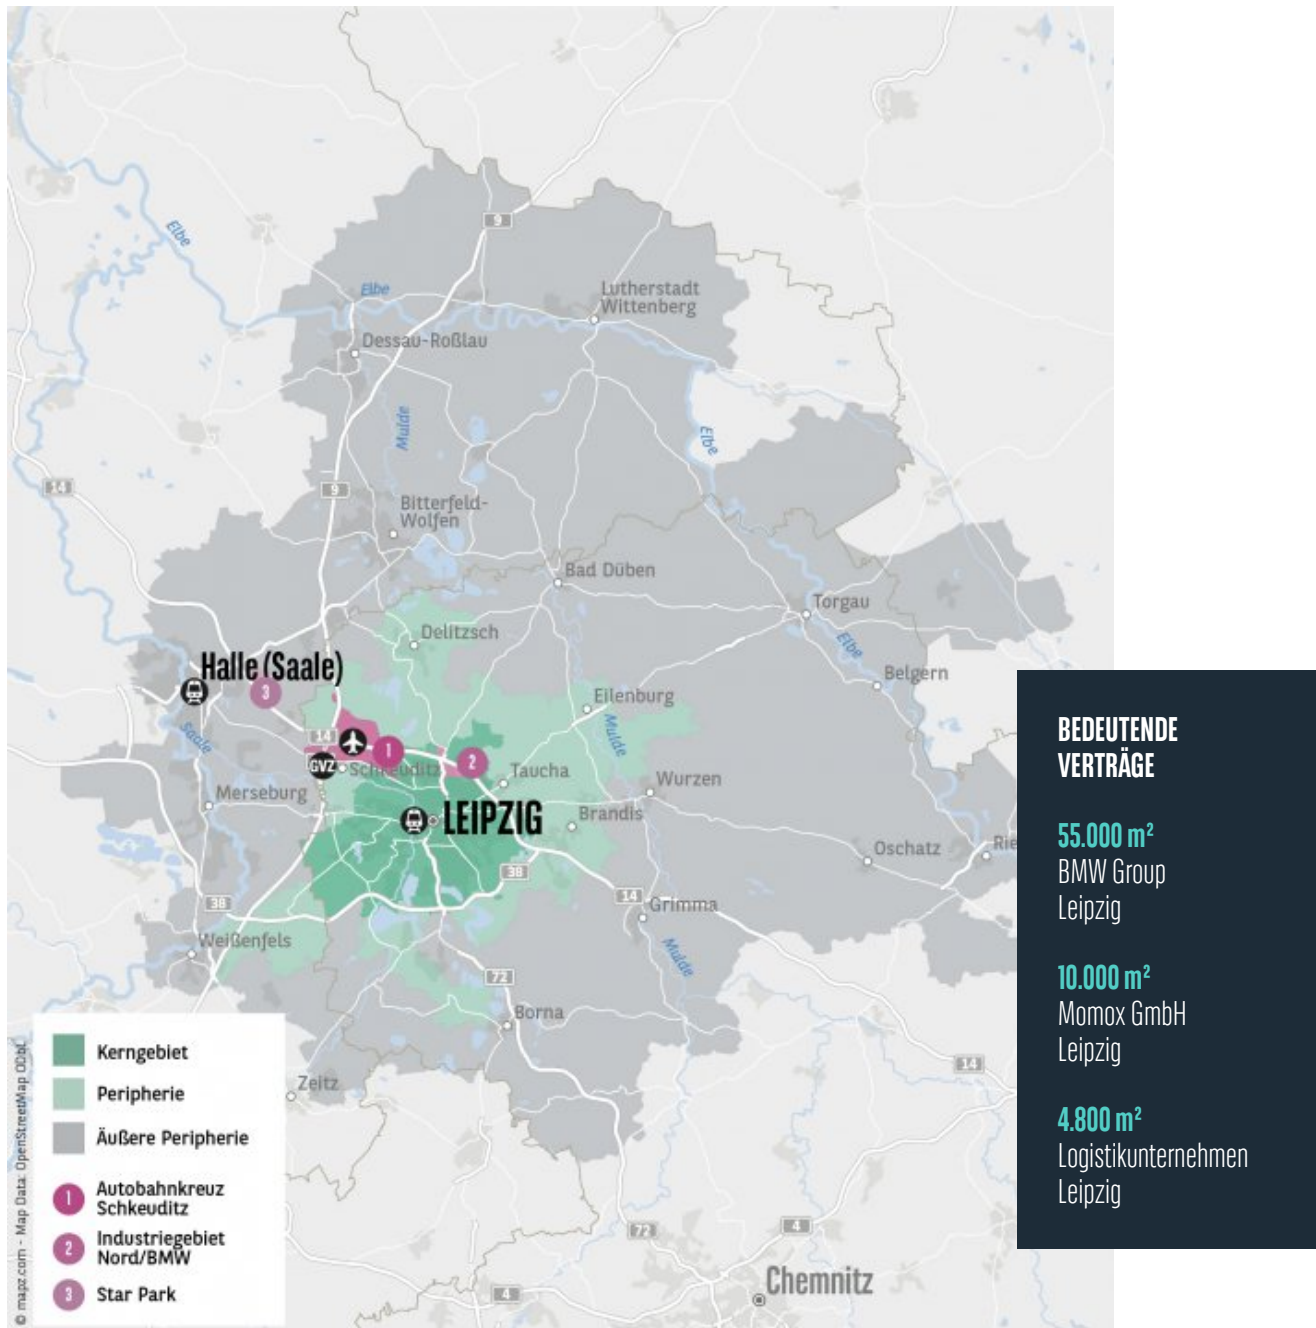 9
Elbe
Elbe
Lutherstadt
Wittenberg
Dessau-Roßlau
Mulde
Elbe
14
9
Bitterfeld-
Wolfen
Bad Düben
Torgau
Delitzsch
Elbe
Halle (Saale)
3
Belgern
Eilenburg
Saale
Mulde
14
1
2
GVZ
Schkeuditz
Taucha
Wurzen
Merseburg
LEIPZIG
Brandis
Oschatz
Rie
38
14
38
Grimma
Weißenfels
Mulde
72
Borna
14
Zeitz
72
4
4
Chemnitz
Kerngebiet
Peripherie
Äußere Peripherie
1 Autobahnkreuz
Schkeuditz
2 Industriegebiet
Nord/BMW
3 Star Park
© mapz.com - Map Data: OpenStreetMap ODbL
BEDEUTENDE
VERTRÄGE
55.000 m²
BMW Group
Leipzig
10.000 m²
Momox GmbH
Leipzig
4.800 m²
Logistikunternehmen
Leipzig